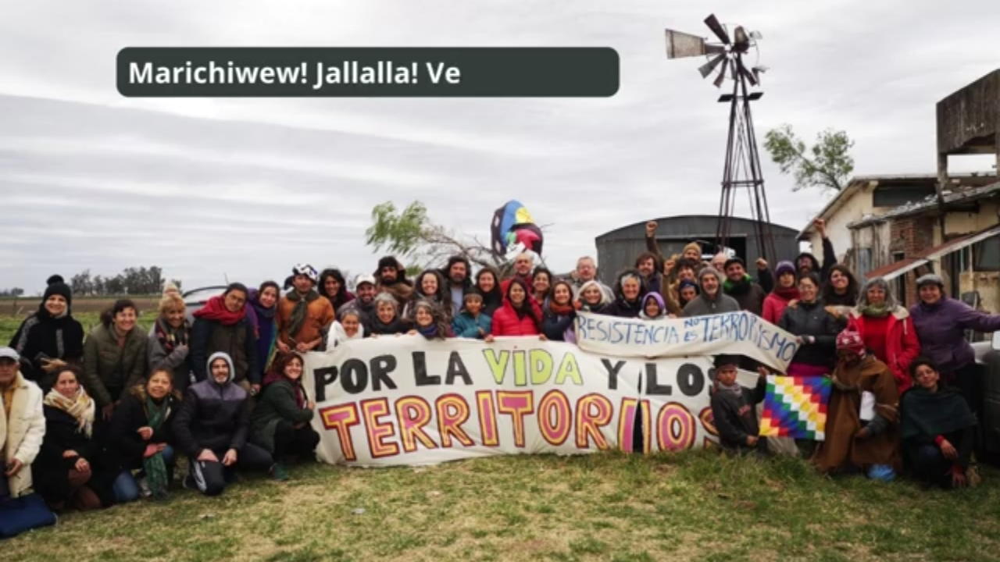 Marichiwew! Jallalla! Ve
RESISTENCIA NO ES TERRORISMO
POR LA VIDA Y LOS
TERRITORIOS